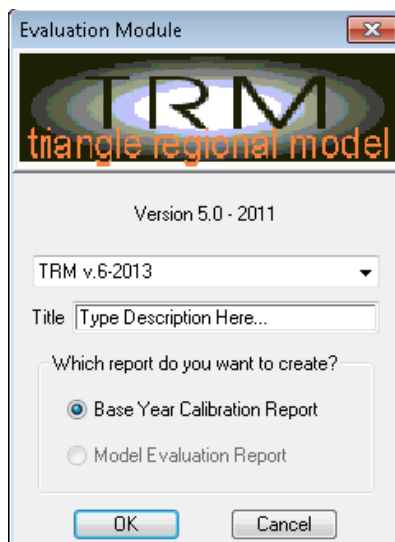 Evaluation Module
TRM
triangle regional model
Version 5.0 - 2011
TRM v.6-2013
Title Type Description Here...
Which report do you want to create?
Base Year Calibration Report
Model Evaluation Report
OK Cancel